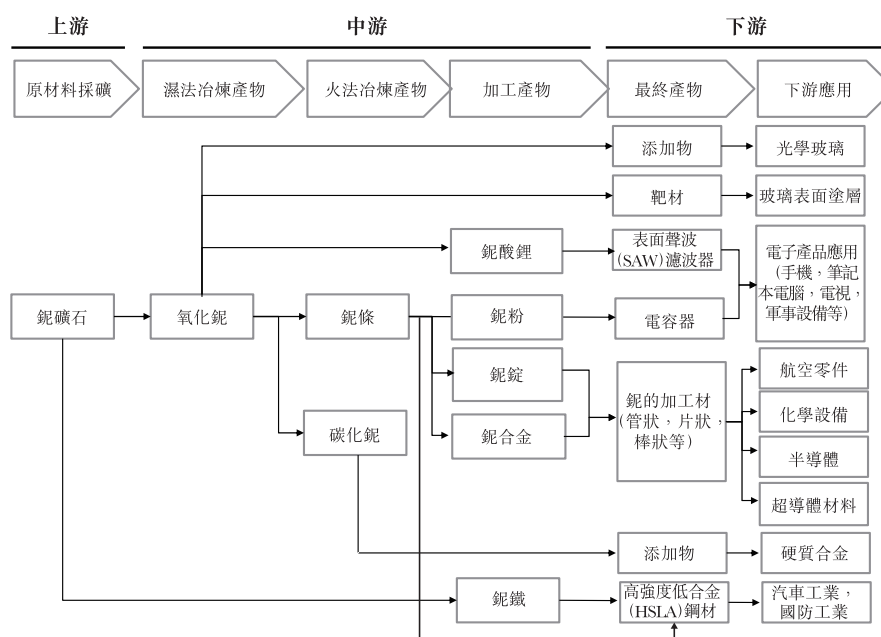 上游
中游
下游
原材料採礦
濕法冶煉產物
火法冶煉產物
加工產物
最終產物
下游應用
添加物
光學玻璃
靶材
玻璃表面塗層
鈮酸鋰
表面聲波
(SAW)濾波器
電子產品應用
(手機，筆記
本電腦，電視，
軍事設備等)
鈮礦石
氧化鈮
鈮條
鈮粉
電容器
鈮錠
鈮合金
碳化鈮
鈮的加工材
(管狀，片狀，
棒狀等)
航空零件
化學設備
半導體
超導體材料
添加物
硬質合金
鈮鐵
高強度低合金
(HSLA)鋼材
汽車工業，
國防工業